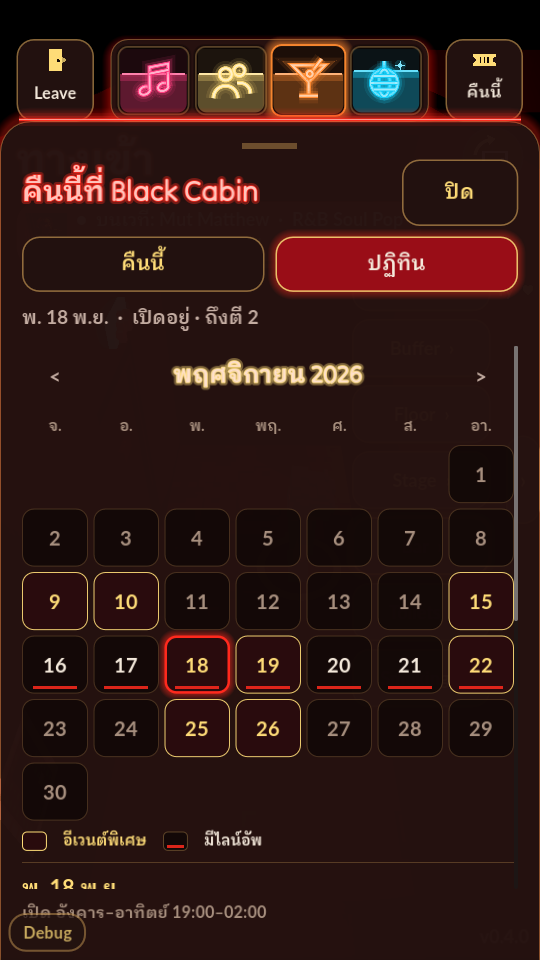 Leave
คืนนี้
คืนนี้ที่ Black Cabin
ปิด
คืนนี้
ปฏิทิน
พ. 18 พ.ย. · เปิดอยู่ · ถึงตี 2
<
พฤศจิกายน 2026
>
จ. อ. พ. พฤ. ศ. ส. อา.
1
2 3 4 5 6 7 8
9 10 11 12 13 14 15
16 17 18 19 20 21 22
23 24 25 26 27 28 29
30
อีเวนต์พิเศษ
มีไลน์อัพ
พ. 18 พ.ย.
เปิด อังคาร–อาทิตย์ 19:00–02:00
Debug